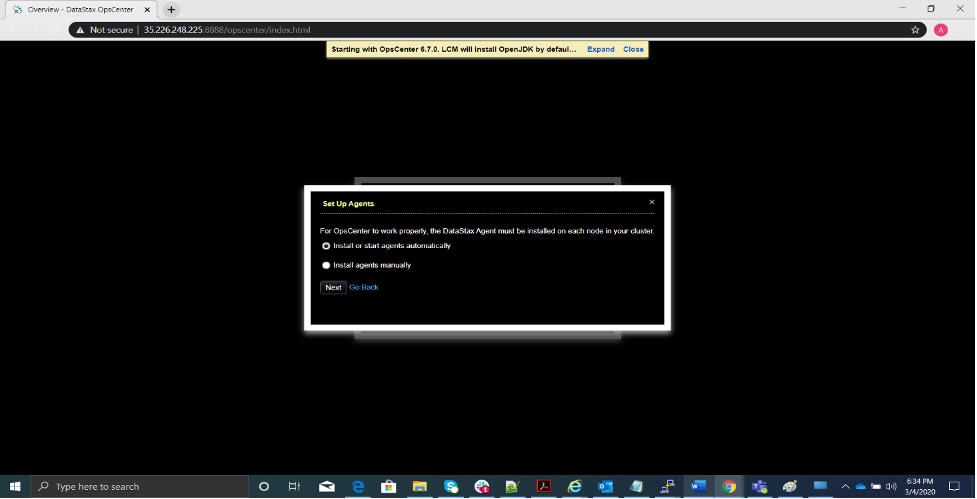 Overview - DataStax OpsCenter
Not secure | 35.226.248.225:8888/opscenter/index.html
A
Starting with OpsCenter 6.7.0, LCM will install OpenJDK by defaul... Expand Close
Set Up Agents
For OpsCenter to work properly, the DataStax Agent must be installed on each node in your cluster.
Install or start agents automatically
Install agents manually
Next Go Back
Type here to search
6:34 PM
3/4/2020